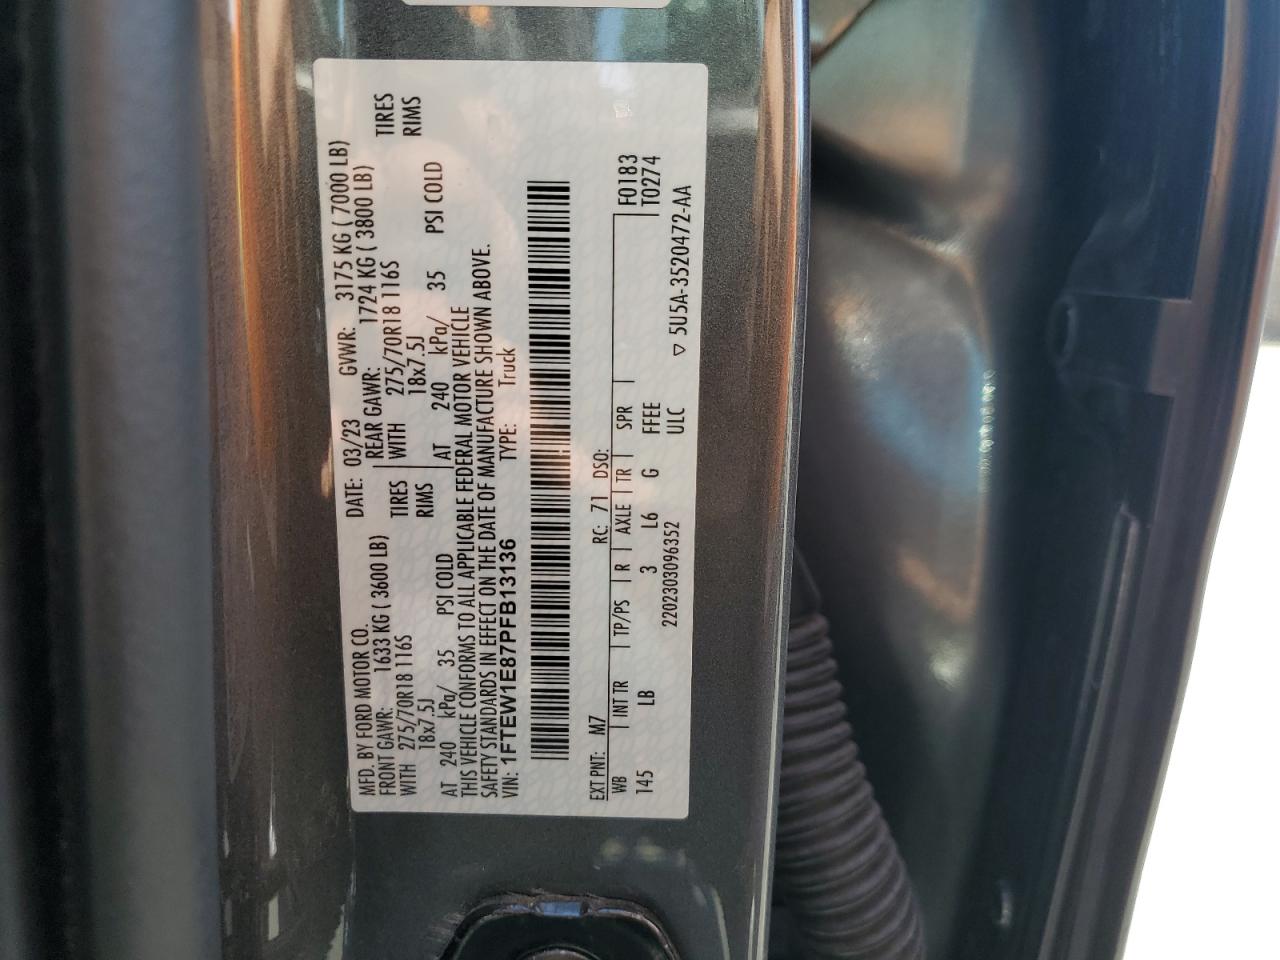 MFD. BY FORD MOTOR CO. DATE: 03/23 GVWR: 3175 KG ( 7000 LB)
FRONT GAWR: 1633 KG ( 3600 LB) REAR GAWR: 1724 KG ( 3800 LB)
WITH 275/70R18 116S TIRES WITH 275/70R18 116S TIRES
18x7.5J RIMS 18x7.5J RIMS
AT 240 kPa/ 35 PSI COLD AT 240 kPa/ 35 PSI COLD
THIS VEHICLE CONFORMS TO ALL APPLICABLE FEDERAL MOTOR VEHICLE
SAFETY STANDARDS IN EFFECT ON THE DATE OF MANUFACTURE SHOWN ABOVE.
VIN: 1FTEW1E87PFB13136 TYPE: Truck
EXT PNT: M7 RC: 71 DSO:
WB INT TR TP/PS R AXLE TR SPR F0183
145 LB 3 L6 G FFEE T0274
2202303096352 ULC
▽ 5U5A-3520472-AA